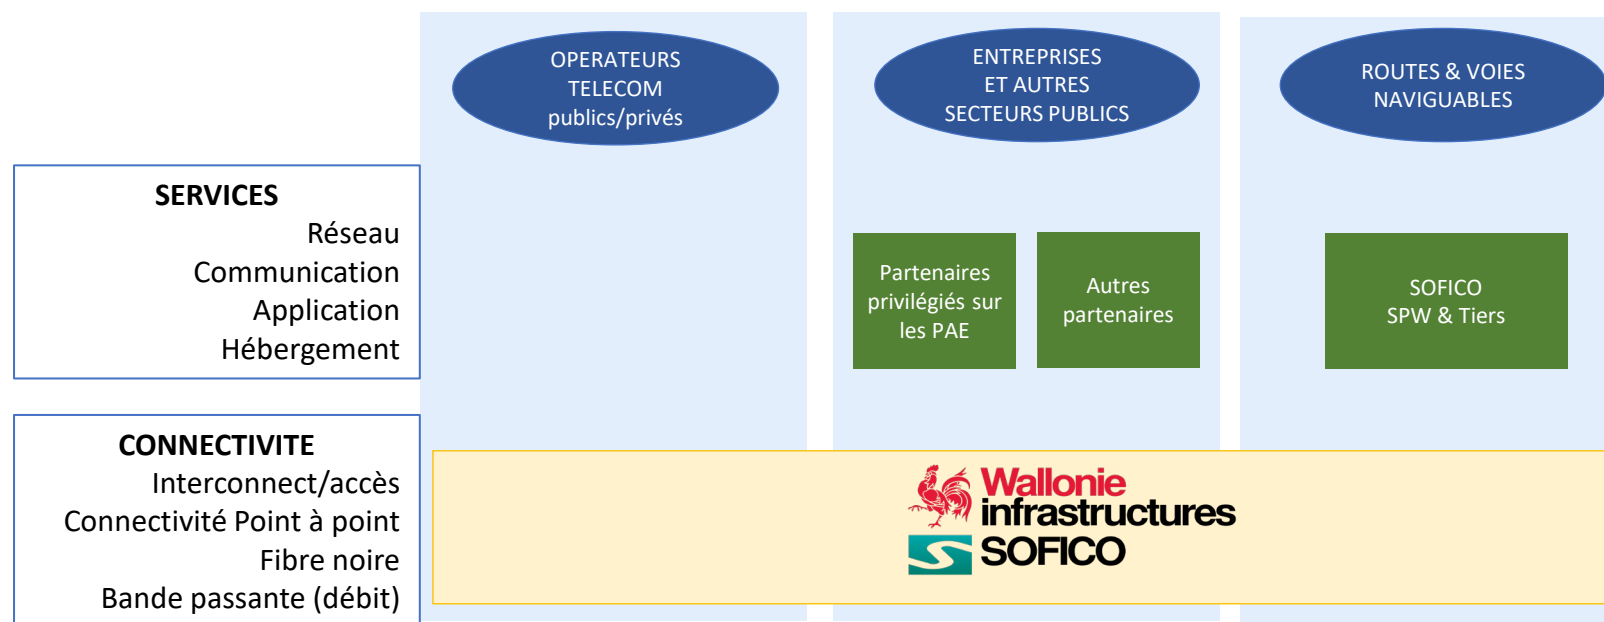 OPERATEURS
TELECOM
publics/privés
ENTREPRISES
ET AUTRES
SECTEURS PUBLICS
ROUTES & VOIES
NAVIGUABLES
SERVICES
Réseau
Communication
Application
Hébergement
Partenaires
privilégiés sur
les PAE
Autres
partenaires
SOFICO
SPW & Tiers
CONNECTIVITE
Interconnect/accès
Connectivité Point à point
Fibre noire
Bande passante (débit)
Wallonie
infrastructures
SOFICO